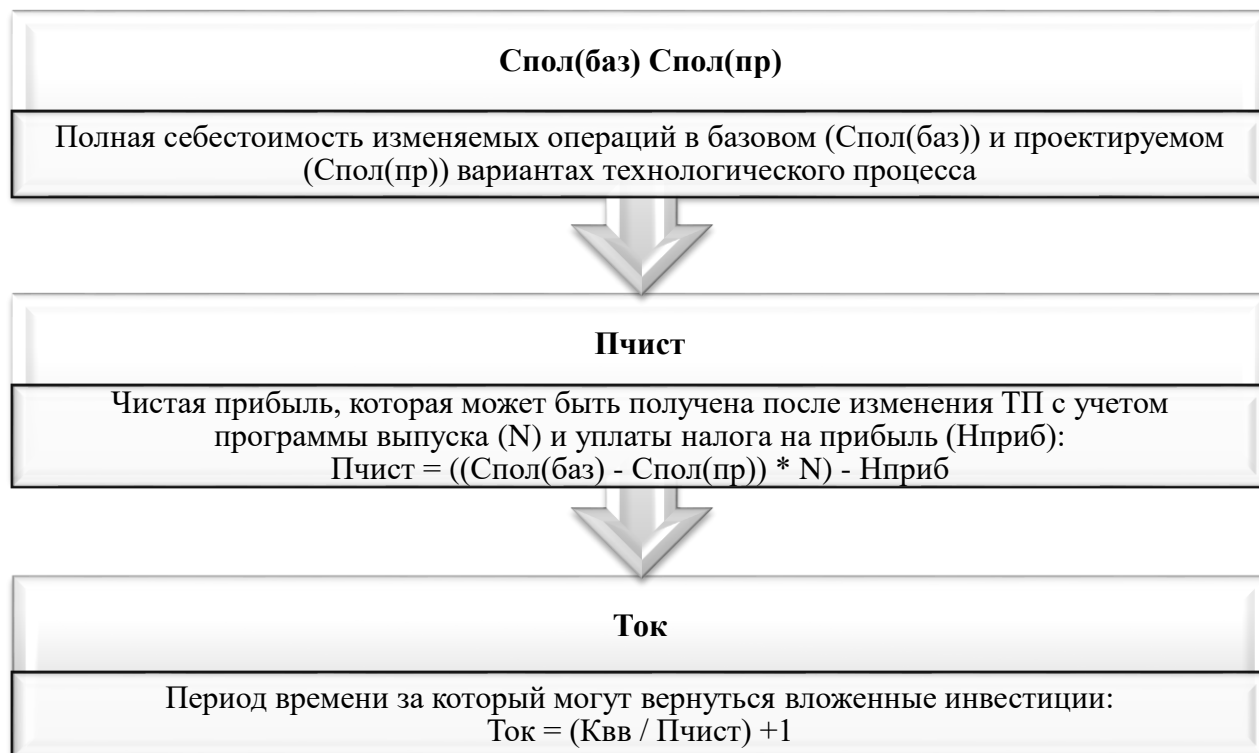 Спол(баз) Спол(пр)
Полная себестоимость изменяемых операций в базовом (Спол(баз)) и проектируемом
(Спол(пр)) вариантах технологического процесса
Пчист
Чистая прибыль, которая может быть получена после изменения ТП с учетом
программы выпуска (N) и уплаты налога на прибыль (Нприб):
Пчист = ((Спол(баз) - Спол(пр)) * N) - Нприб
Ток
Период времени за который могут вернуться вложенные инвестиции:
Ток = (Квв / Пчист) +1